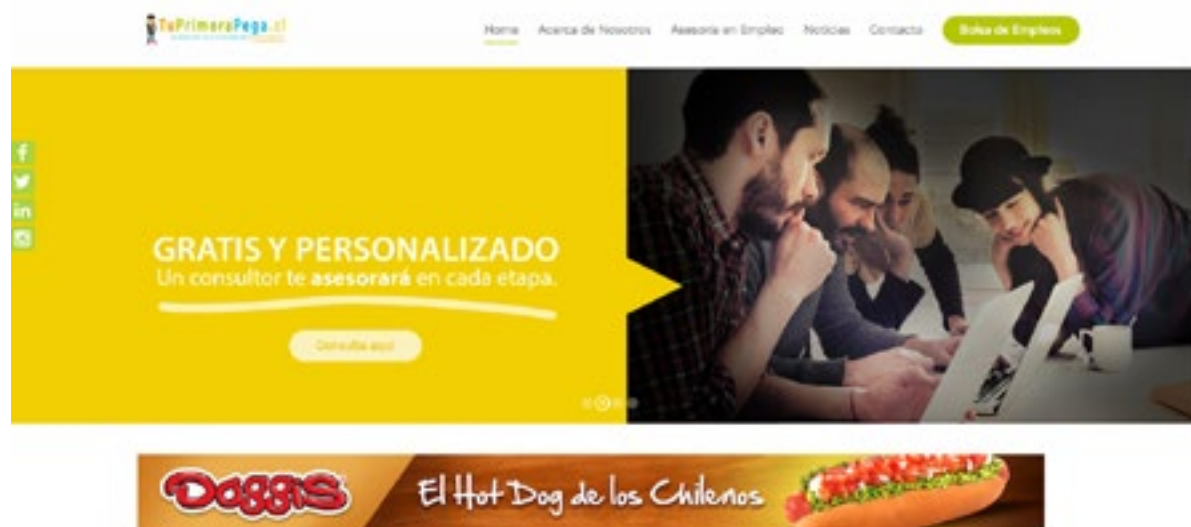 TuPrimeraPega.cl
Home Acerca de Nosotros Asesoría en Empleo Noticias Contacto Bolsa de Empleos
GRATIS Y PERSONALIZADO
Un consultor te asesorará en cada etapa.
Consulta aquí
DoggiS El Hot Dog de los Chilenos